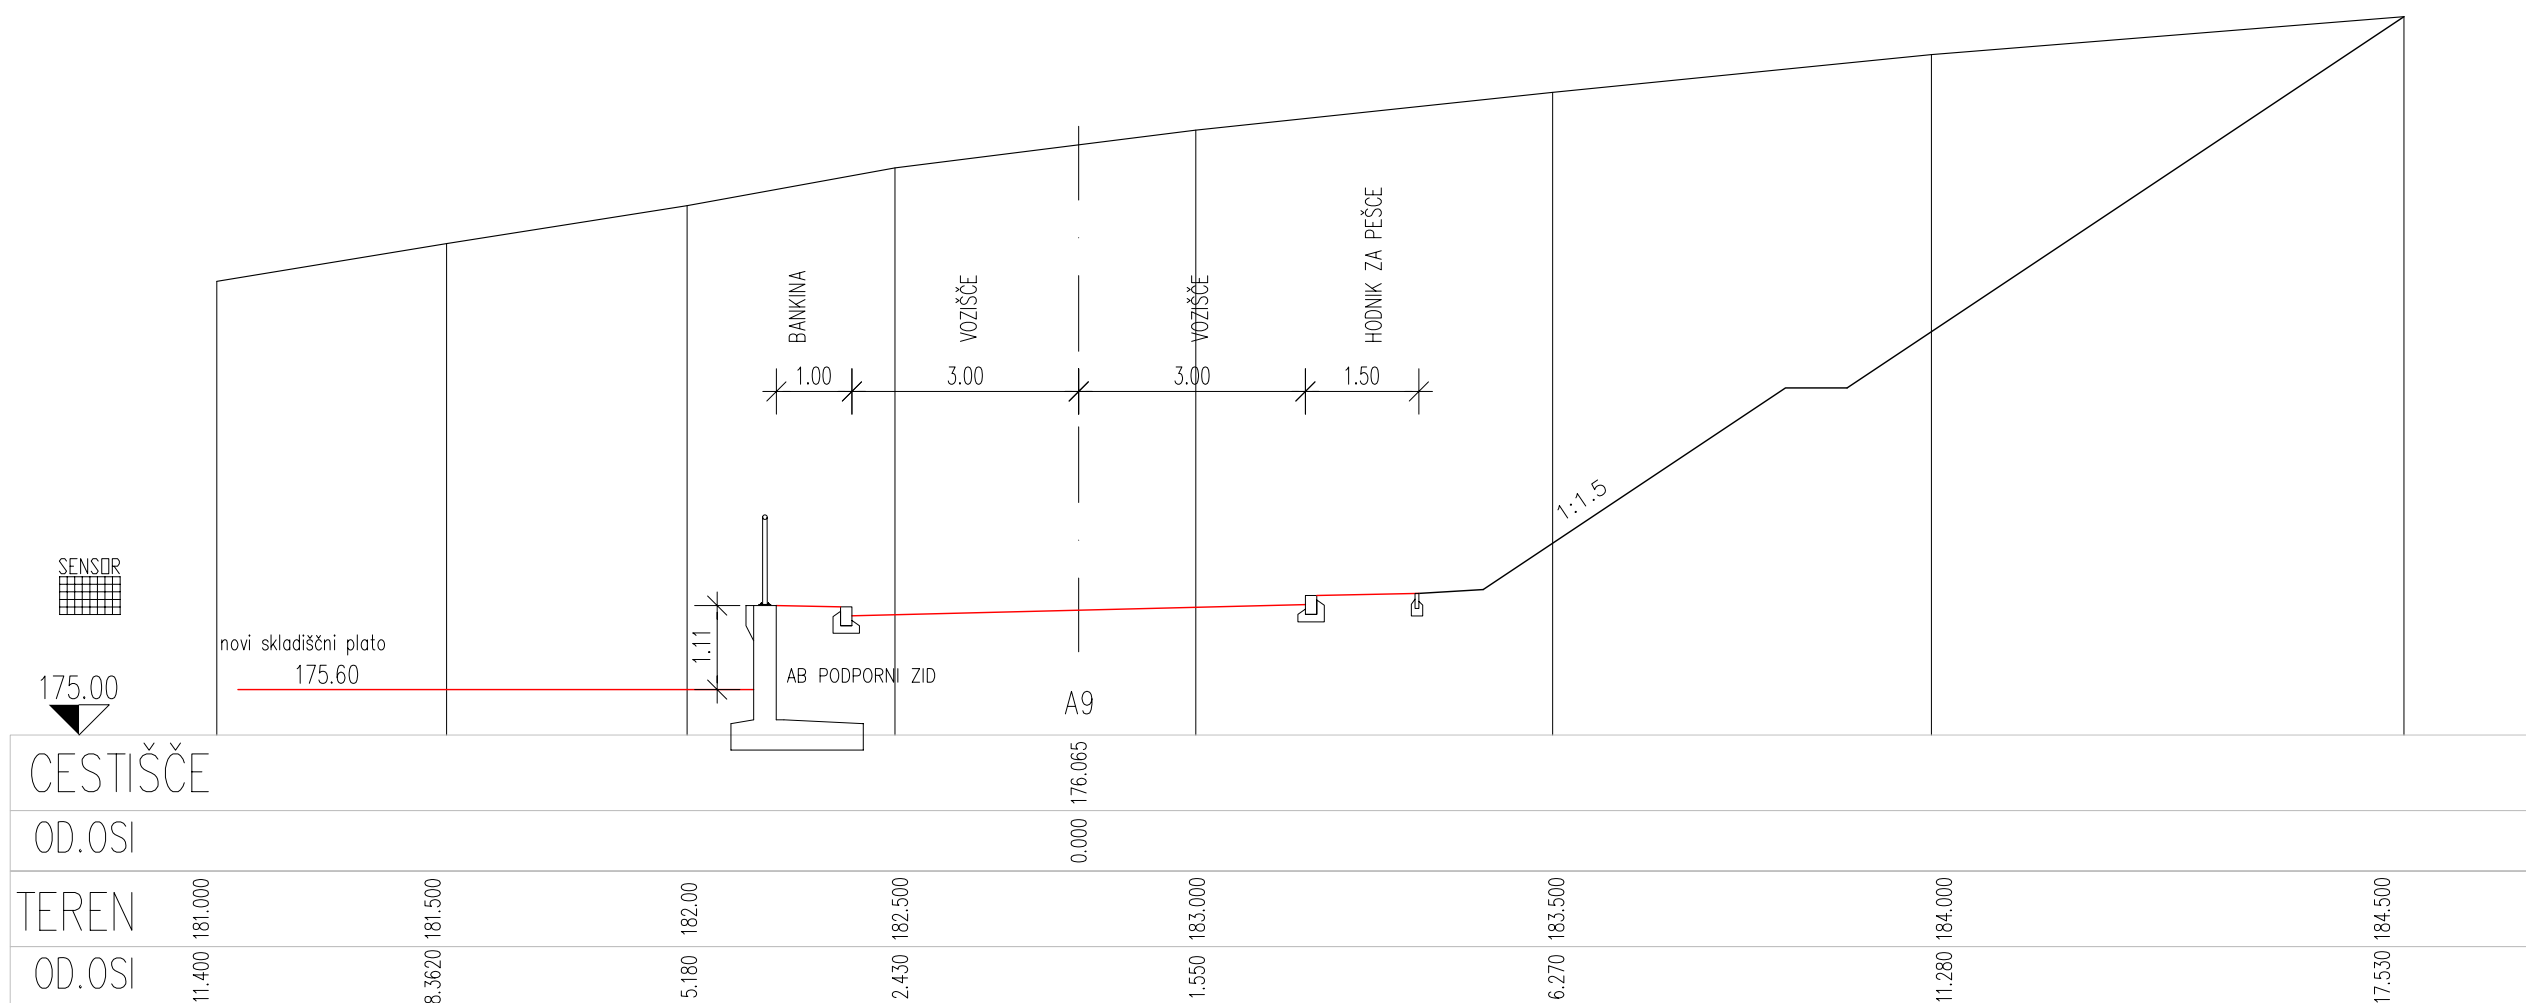 HODNIK ZA PEŠCE
BANKINA
VOZIŠČE
VOZIŠČE
1.00
3.00
3.00
1.50
1:1.5
SENSOR
novi skladiščni plato
175.60
1.11
AB PODPORNI ZID
175.00
A9
CESTIŠČE
176.065
OD.OSI
0.000
TEREN
181.000
181.500
182.00
182.500
183.000
183.500
184.000
184.500
OD.OSI
11.400
8.3620
5.180
2.430
1.550
6.270
11.280
17.530